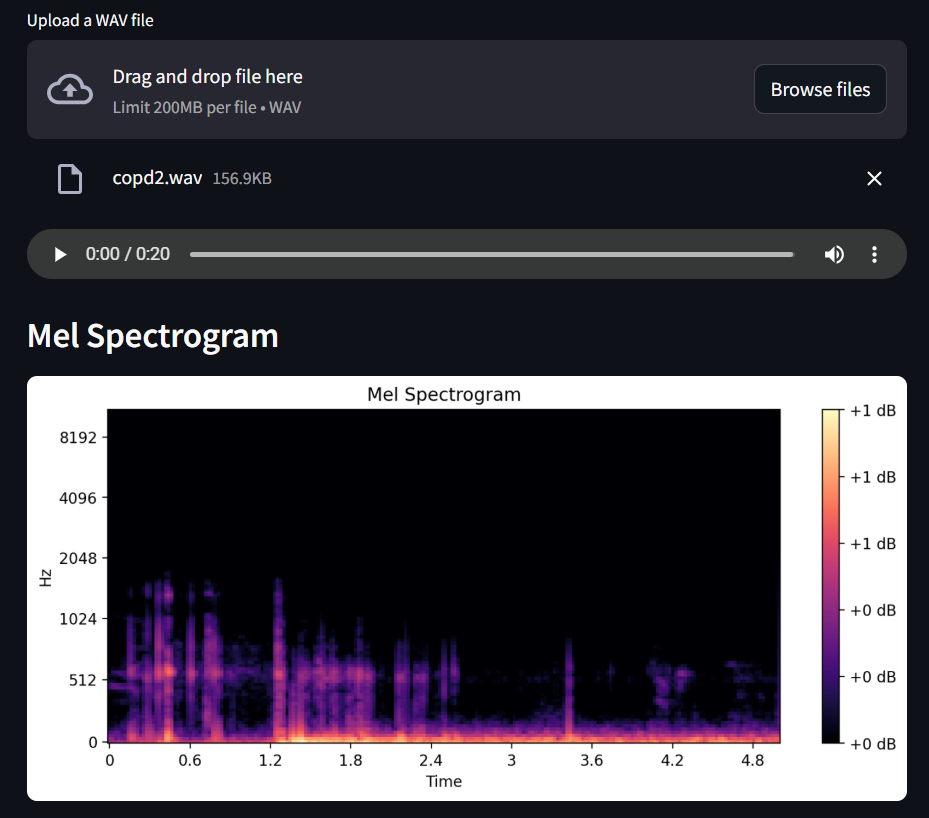 Upload a WAV file
Drag and drop file here
Limit 200MB per file • WAV
Browse files
copd2.wav 156.9KB
0:00 / 0:20
Mel Spectrogram
Mel Spectrogram
8192
4096
2048
1024
512
0
Hz
0 0.6 1.2 1.8 2.4 3 3.6 4.2 4.8
Time
+1 dB
+1 dB
+1 dB
+0 dB
+0 dB
+0 dB